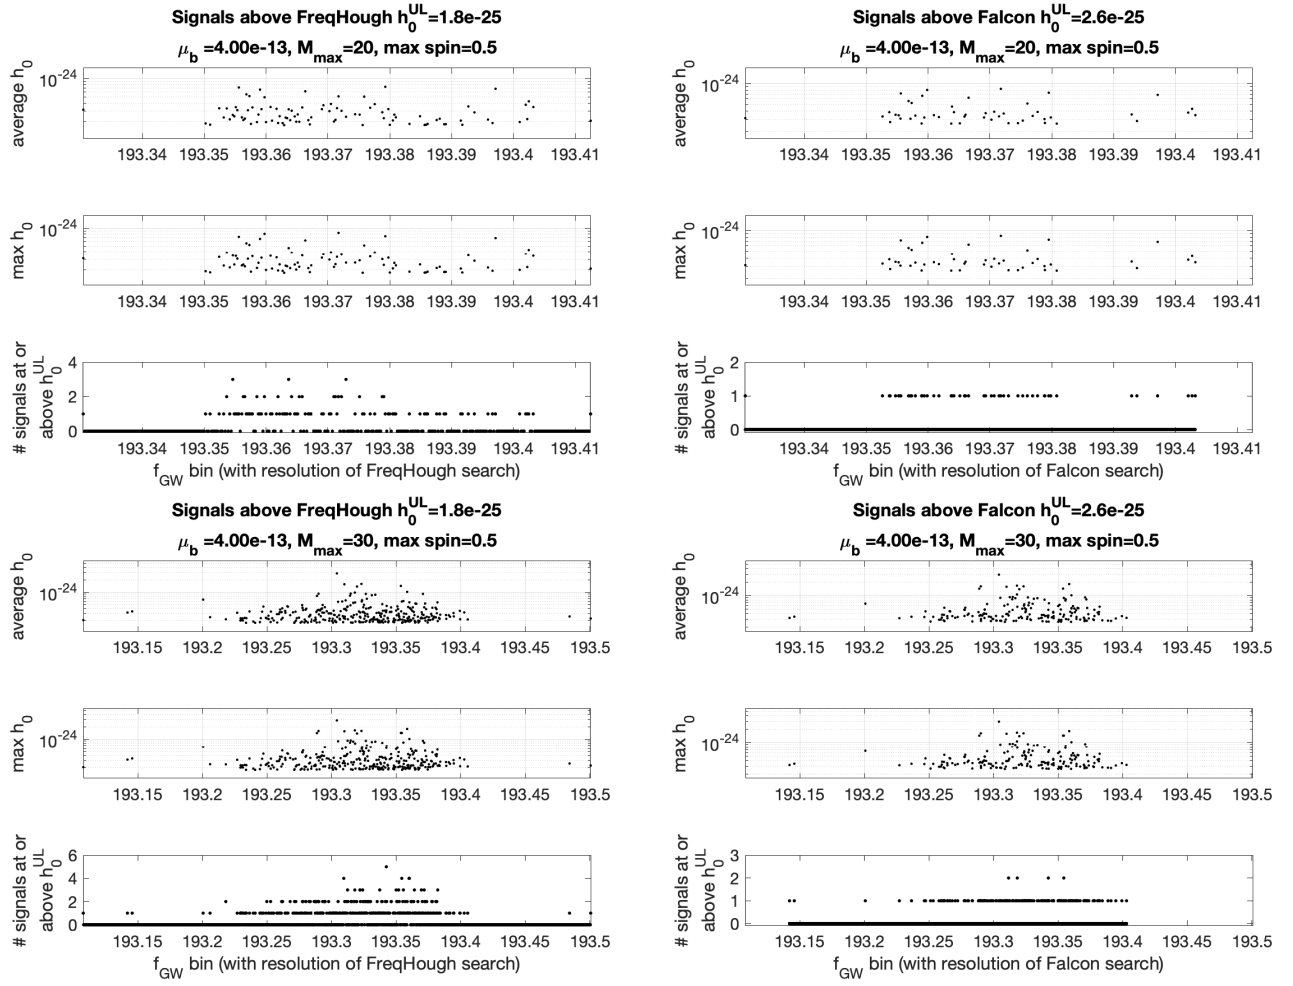 Signals above FreqHough h₀ᵁᴸ=1.8e-25
μ_b =4.00e-13, M_max=20, max spin=0.5
average h₀
10⁻²⁴
193.34 193.35 193.36 193.37 193.38 193.39 193.4 193.41
max h₀
10⁻²⁴
193.34 193.35 193.36 193.37 193.38 193.39 193.4 193.41
# signals at or
above h₀ᵁᴸ
4
2
0
193.34 193.35 193.36 193.37 193.38 193.39 193.4 193.41
f_GW bin (with resolution of FreqHough search)
Signals above Falcon h₀ᵁᴸ=2.6e-25
μ_b =4.00e-13, M_max=20, max spin=0.5
average h₀
10⁻²⁴
193.34 193.35 193.36 193.37 193.38 193.39 193.4 193.41
max h₀
10⁻²⁴
193.34 193.35 193.36 193.37 193.38 193.39 193.4 193.41
# signals at or
above h₀ᵁᴸ
2
1
0
193.34 193.35 193.36 193.37 193.38 193.39 193.4 193.41
f_GW bin (with resolution of Falcon search)
Signals above FreqHough h₀ᵁᴸ=1.8e-25
μ_b =4.00e-13, M_max=30, max spin=0.5
average h₀
10⁻²⁴
193.15 193.2 193.25 193.3 193.35 193.4 193.45 193.5
max h₀
10⁻²⁴
193.15 193.2 193.25 193.3 193.35 193.4 193.45 193.5
# signals at or
above h₀ᵁᴸ
6
4
2
0
193.15 193.2 193.25 193.3 193.35 193.4 193.45 193.5
f_GW bin (with resolution of FreqHough search)
Signals above Falcon h₀ᵁᴸ=2.6e-25
μ_b =4.00e-13, M_max=30, max spin=0.5
average h₀
10⁻²⁴
193.15 193.2 193.25 193.3 193.35 193.4 193.45 193.5
max h₀
10⁻²⁴
193.15 193.2 193.25 193.3 193.35 193.4 193.45 193.5
# signals at or
above h₀ᵁᴸ
3
2
1
0
193.15 193.2 193.25 193.3 193.35 193.4 193.45 193.5
f_GW bin (with resolution of Falcon search)